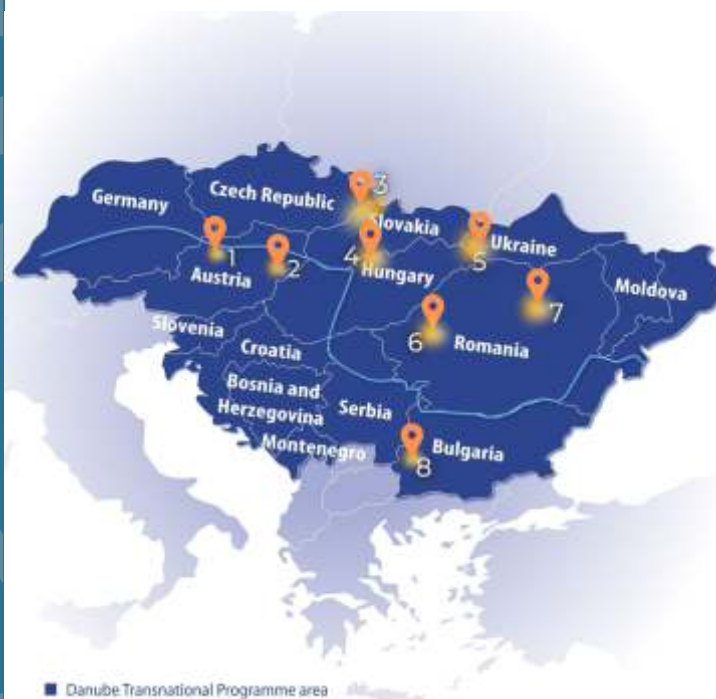 3
Germany
Czech Republic
Slovakia
1
2
4
5
Ukraine
Austria
Hungary
Moldova
7
Slovenia
Croatia
6
Romania
Bosnia and
Herzegovina
Serbia
Montenegro
Bulgaria
8
Danube Transnational Programme area